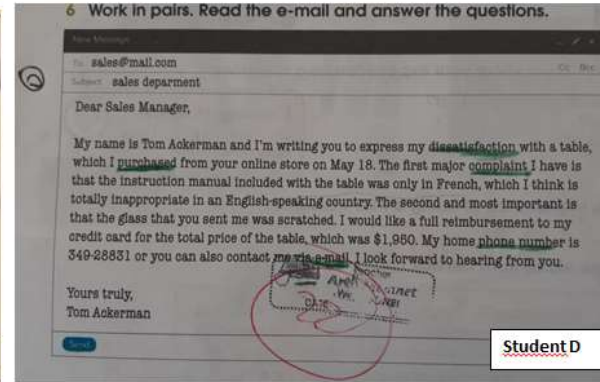 6 Work in pairs. Read the e-mail and answer the questions.
New Message
To: sales@mail.com
Cc Bcc
Subject: sales deparment
Dear Sales Manager,
My name is Tom Ackerman and I'm writing you to express my dissatisfaction with a table,
which I purchased from your online store on May 18. The first major complaint I have is
that the instruction manual included with the table was only in French, which I think is
totally inappropriate in an English-speaking country. The second and most important is
that the glass that you sent me was scratched. I would like a full reimbursement to my
credit card for the total price of the table, which was $1,950. My home phone number is
349-28831 or you can also contact me via e-mail. I look forward to hearing from you.
Yours truly,
Tom Ackerman
DATE
Send
Student D